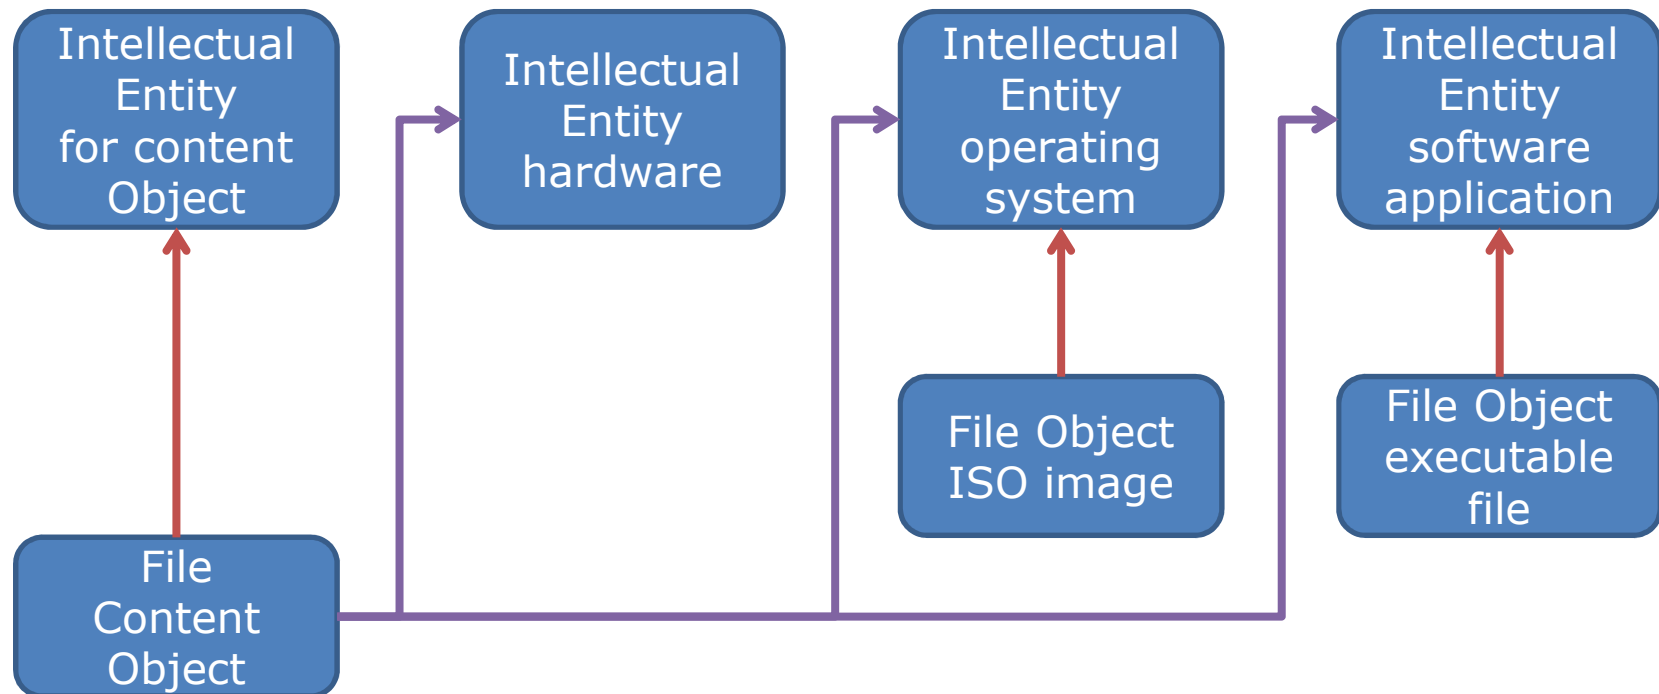 Intellectual
Entity
for content
Object
Intellectual
Entity
hardware
Intellectual
Entity
operating
system
Intellectual
Entity
software
application
File Object
ISO image
File Object
executable
file
File
Content
Object